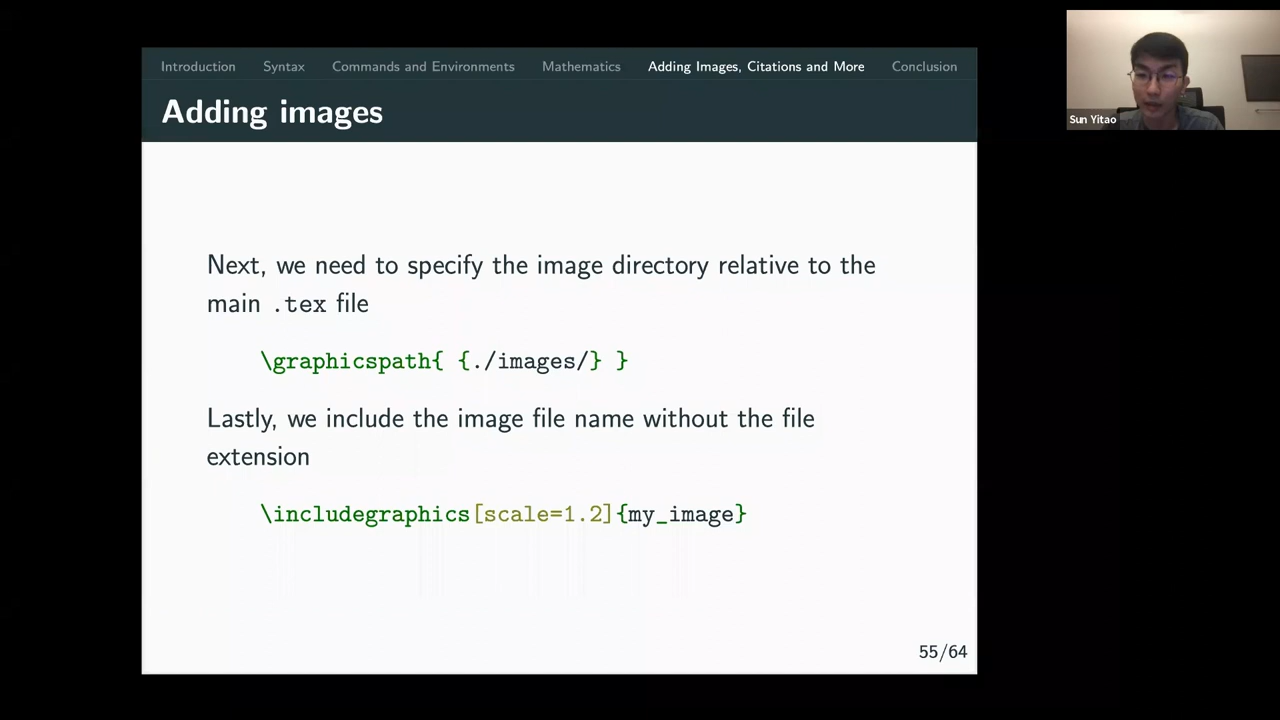 Introduction Syntax Commands and Environments Mathematics Adding Images, Citations and More Conclusion
Adding images
Next, we need to specify the image directory relative to the
main .tex file
\graphicspath{ {./images/} }
Lastly, we include the image file name without the file
extension
\includegraphics[scale=1.2]{my_image}
55/64
Sun Yitao